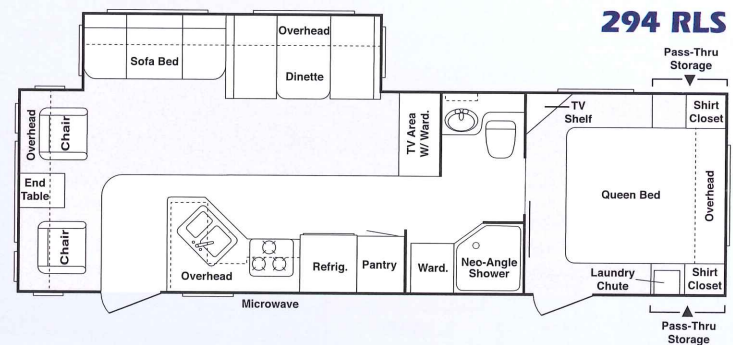 294 RLS
Pass-Thru
Storage
Overhead
Sofa Bed
Dinette
TV
Shelf
Shirt
Closet
Overhead
Chair
TV Area
W/ Ward.
End
Table
Queen Bed
Overhead
Chair
Overhead
Refrig.
Pantry
Ward.
Neo-Angle
Shower
Laundry
Chute
Shirt
Closet
Microwave
Pass-Thru
Storage